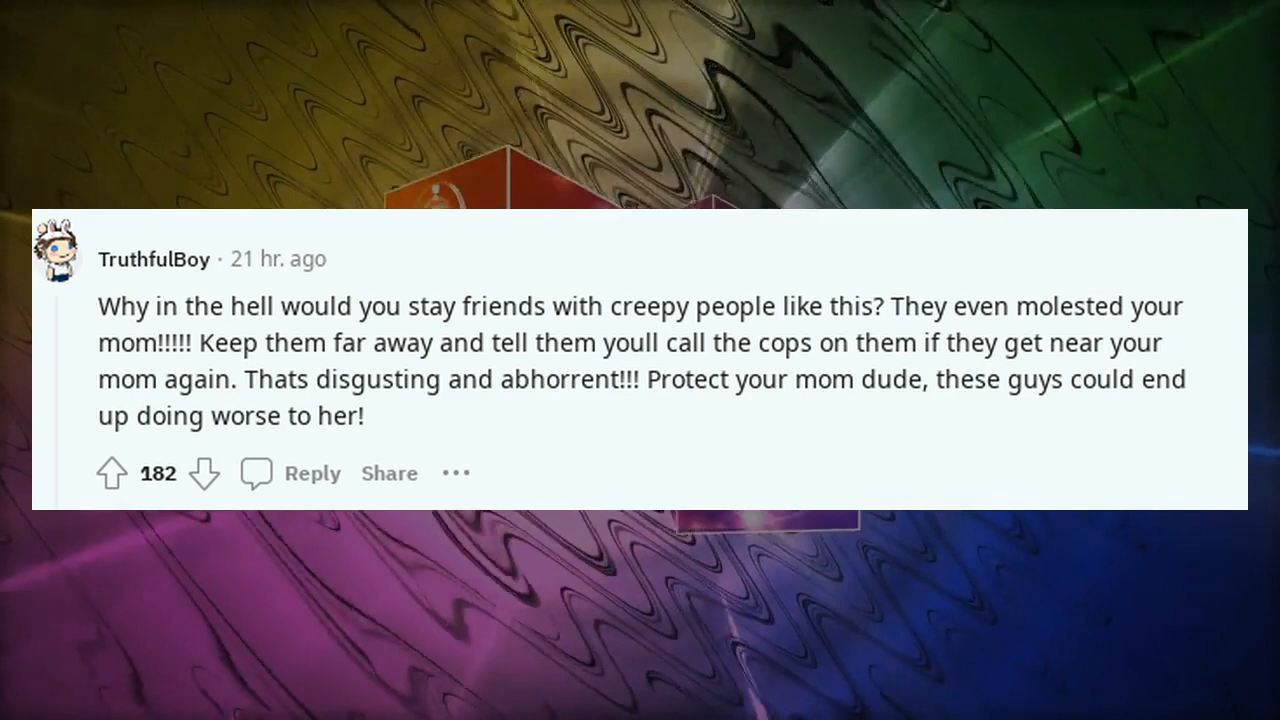 TruthfulBoy · 21 hr. ago
Why in the hell would you stay friends with creepy people like this? They even molested your
mom!!!!! Keep them far away and tell them youll call the cops on them if they get near your
mom again. Thats disgusting and abhorrent!!! Protect your mom dude, these guys could end
up doing worse to her!
182 Reply Share ···